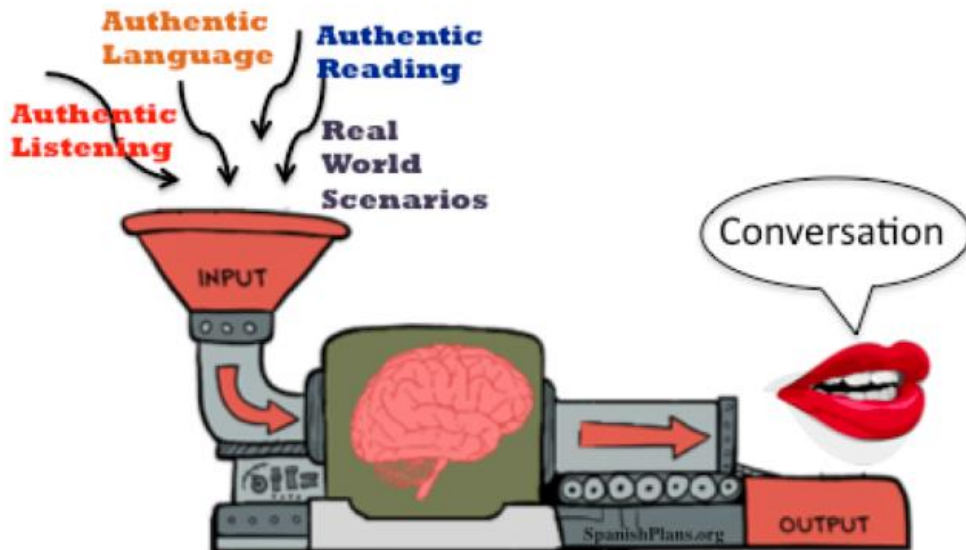 Authentic
Language
Authentic
Reading
Authentic
Listening
Real
World
Scenarios
INPUT
Conversation
SpanishPlans.org
OUTPUT